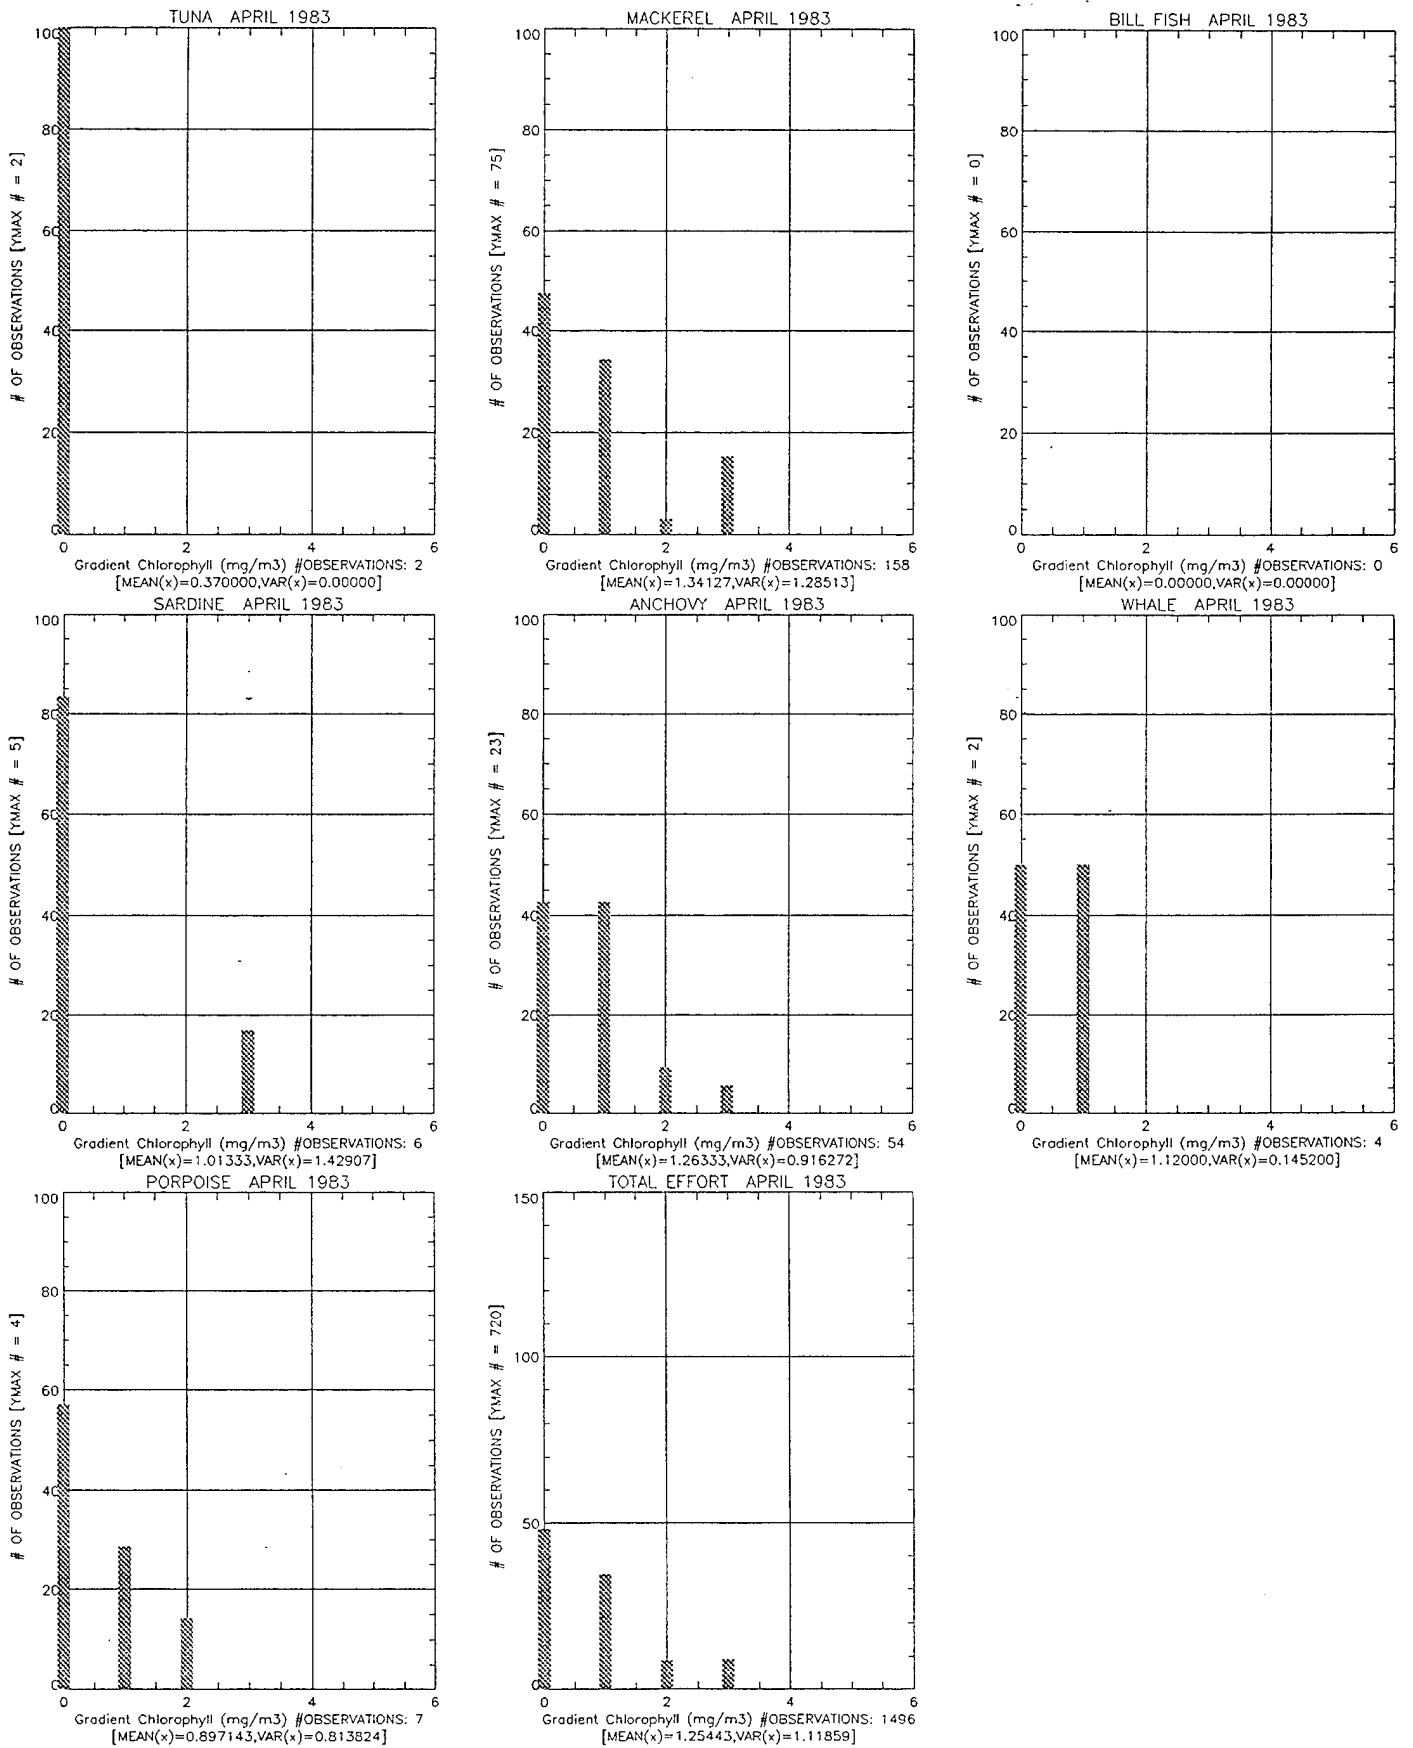 TUNA APRIL 1983
# OF OBSERVATIONS [YMAX # = 2]
100
80
60
40
20
0
0 2 4 6
Gradient Chlorophyll (mg/m3) #OBSERVATIONS: 2
[MEAN(x)=0.370000,VAR(x)=0.00000]
MACKEREL APRIL 1983
# OF OBSERVATIONS [YMAX # = 75]
100
80
60
40
20
0
0 2 4 6
Gradient Chlorophyll (mg/m3) #OBSERVATIONS: 158
[MEAN(x)=1.34127,VAR(x)=1.28513]
BILL FISH APRIL 1983
# OF OBSERVATIONS [YMAX # = 0]
100
80
60
40
20
0
0 2 4 6
Gradient Chlorophyll (mg/m3) #OBSERVATIONS: 0
[MEAN(x)=0.00000,VAR(x)=0.00000]
SARDINE APRIL 1983
# OF OBSERVATIONS [YMAX # = 5]
100
80
60
40
20
0
0 2 4 6
Gradient Chlorophyll (mg/m3) #OBSERVATIONS: 6
[MEAN(x)=1.01333,VAR(x)=1.42907]
ANCHOVY APRIL 1983
# OF OBSERVATIONS [YMAX # = 23]
100
80
60
40
20
0
0 2 4 6
Gradient Chlorophyll (mg/m3) #OBSERVATIONS: 54
[MEAN(x)=1.26333,VAR(x)=0.916272]
WHALE APRIL 1983
# OF OBSERVATIONS [YMAX # = 2]
100
80
60
40
20
0
0 2 4 6
Gradient Chlorophyll (mg/m3) #OBSERVATIONS: 4
[MEAN(x)=1.12000,VAR(x)=0.145200]
PORPOISE APRIL 1983
# OF OBSERVATIONS [YMAX # = 4]
100
80
60
40
20
0
0 2 4 6
Gradient Chlorophyll (mg/m3) #OBSERVATIONS: 7
[MEAN(x)=0.897143,VAR(x)=0.813824]
TOTAL EFFORT APRIL 1983
# OF OBSERVATIONS [YMAX # = 720]
150
100
50
0
0 2 4 6
Gradient Chlorophyll (mg/m3) #OBSERVATIONS: 1496
[MEAN(x)=1.25443,VAR(x)=1.11859]